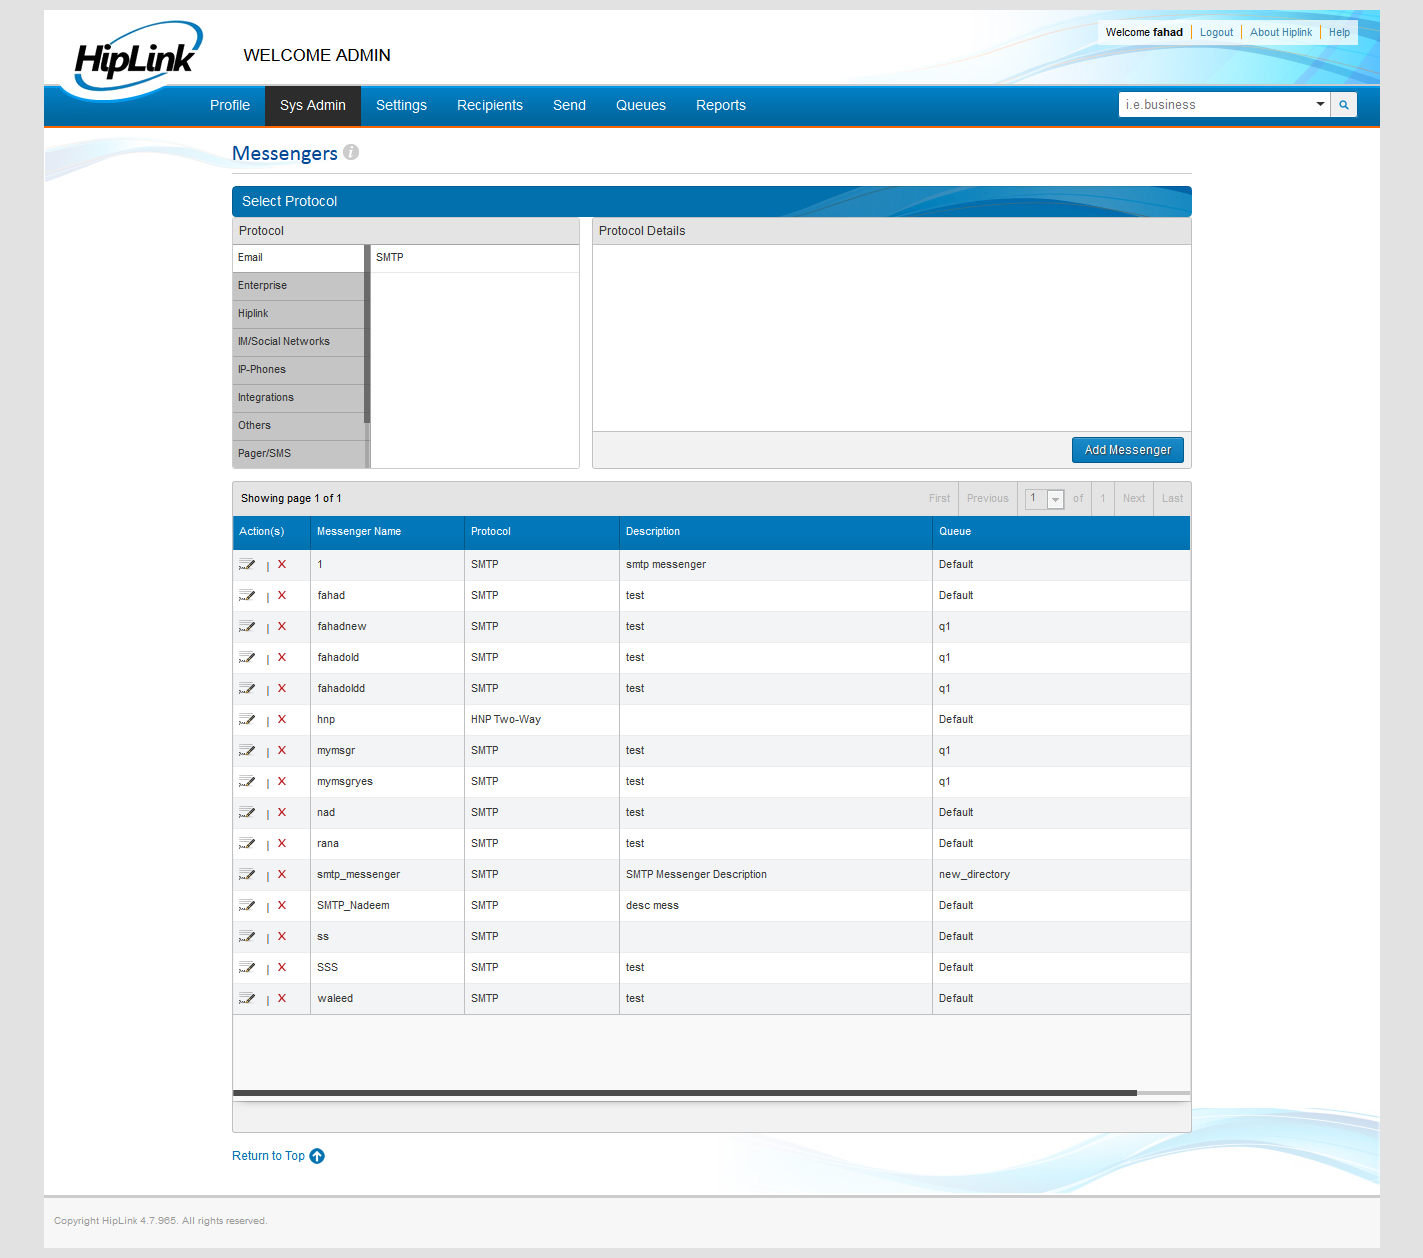 HipLink
WELCOME ADMIN
Welcome fahad Logout About Hiplink Help
Profile Sys Admin Settings Recipients Send Queues Reports i.e.business
Messengers i
Select Protocol
Protocol Protocol Details
Email SMTP
Enterprise
Hiplink
IM/Social Networks
IP-Phones
Integrations
Others
Pager/SMS
Add Messenger
Showing page 1 of 1 First Previous 1 of 1 Next Last
Action(s) Messenger Name Protocol Description Queue
| X 1 SMTP smtp messenger Default
| X fahad SMTP test Default
| X fahadnew SMTP test q1
| X fahadold SMTP test q1
| X fahadoldd SMTP test q1
| X hnp HNP Two-Way Default
| X mymsgr SMTP test q1
| X mymsgryes SMTP test q1
| X nad SMTP test Default
| X rana SMTP test Default
| X smtp_messenger SMTP SMTP Messenger Description new_directory
| X SMTP_Nadeem SMTP desc mess Default
| X ss SMTP Default
| X SSS SMTP test Default
| X waleed SMTP test Default
Return to Top
Copyright HipLink 4.7.965. All rights reserved.